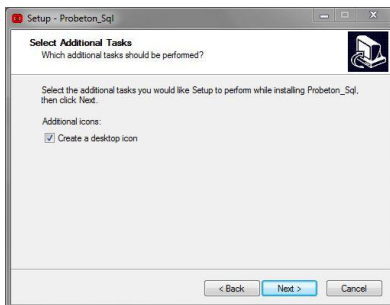 Setup - Probeton_Sql
Select Additional Tasks
Which additional tasks should be performed?
Select the additional tasks you would like Setup to perform while installing Probeton_Sql,
then click Next.
Additional icons:
Create a desktop icon
< Back
Next >
Cancel